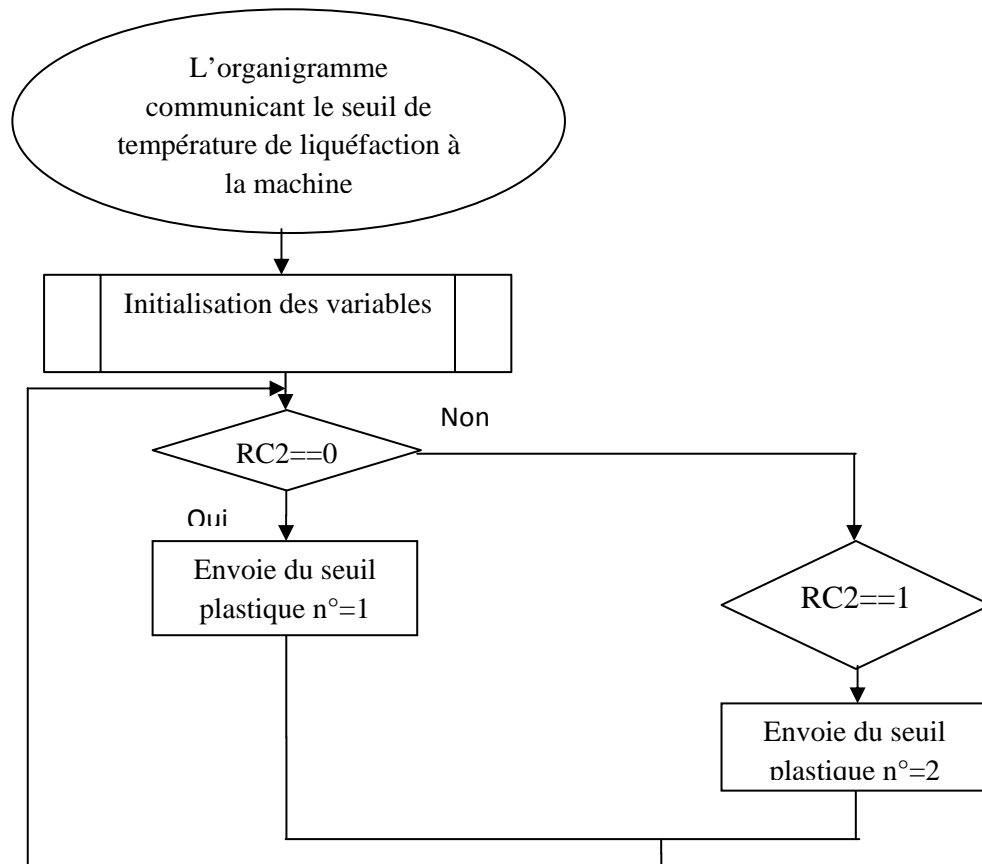 L’organigramme
communicant le seuil de
température de liquéfaction à
la machine
Initialisation des variables
Non
RC2==0
Oui
Envoie du seuil
plastique n°=1
RC2==1
Envoie du seuil
plastique n°=2